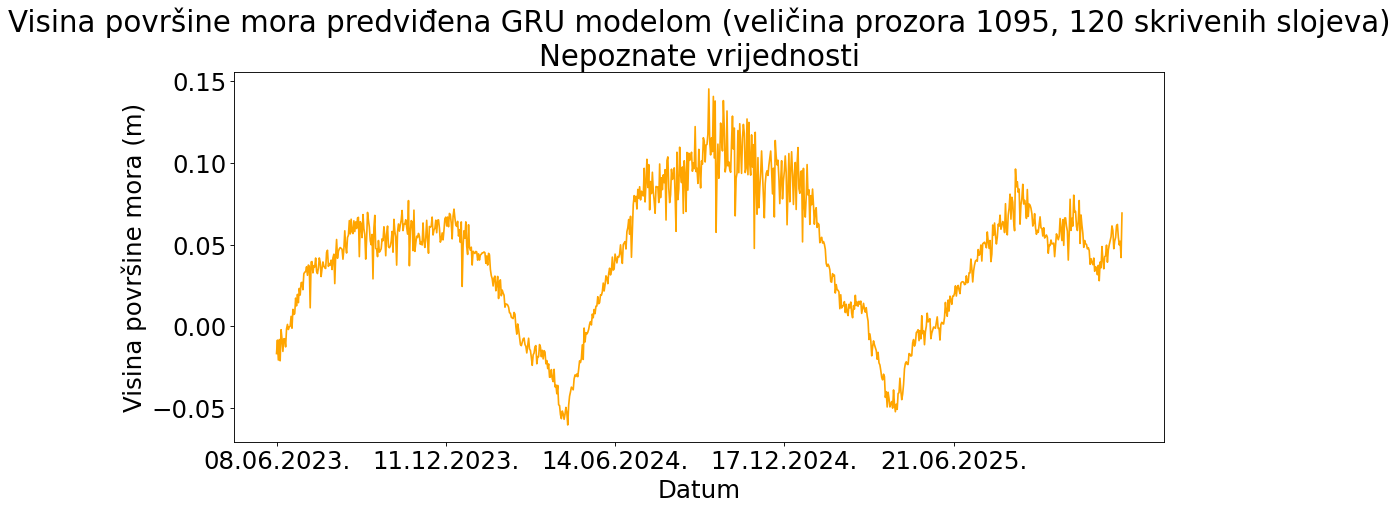 Visina površine mora predviđena GRU modelom (veličina prozora 1095, 120 skrivenih slojeva)
Nepoznate vrijednosti
Visina površine mora (m)
0.15
0.10
0.05
0.00
−0.05
08.06.2023. 11.12.2023. 14.06.2024. 17.12.2024. 21.06.2025.
Datum